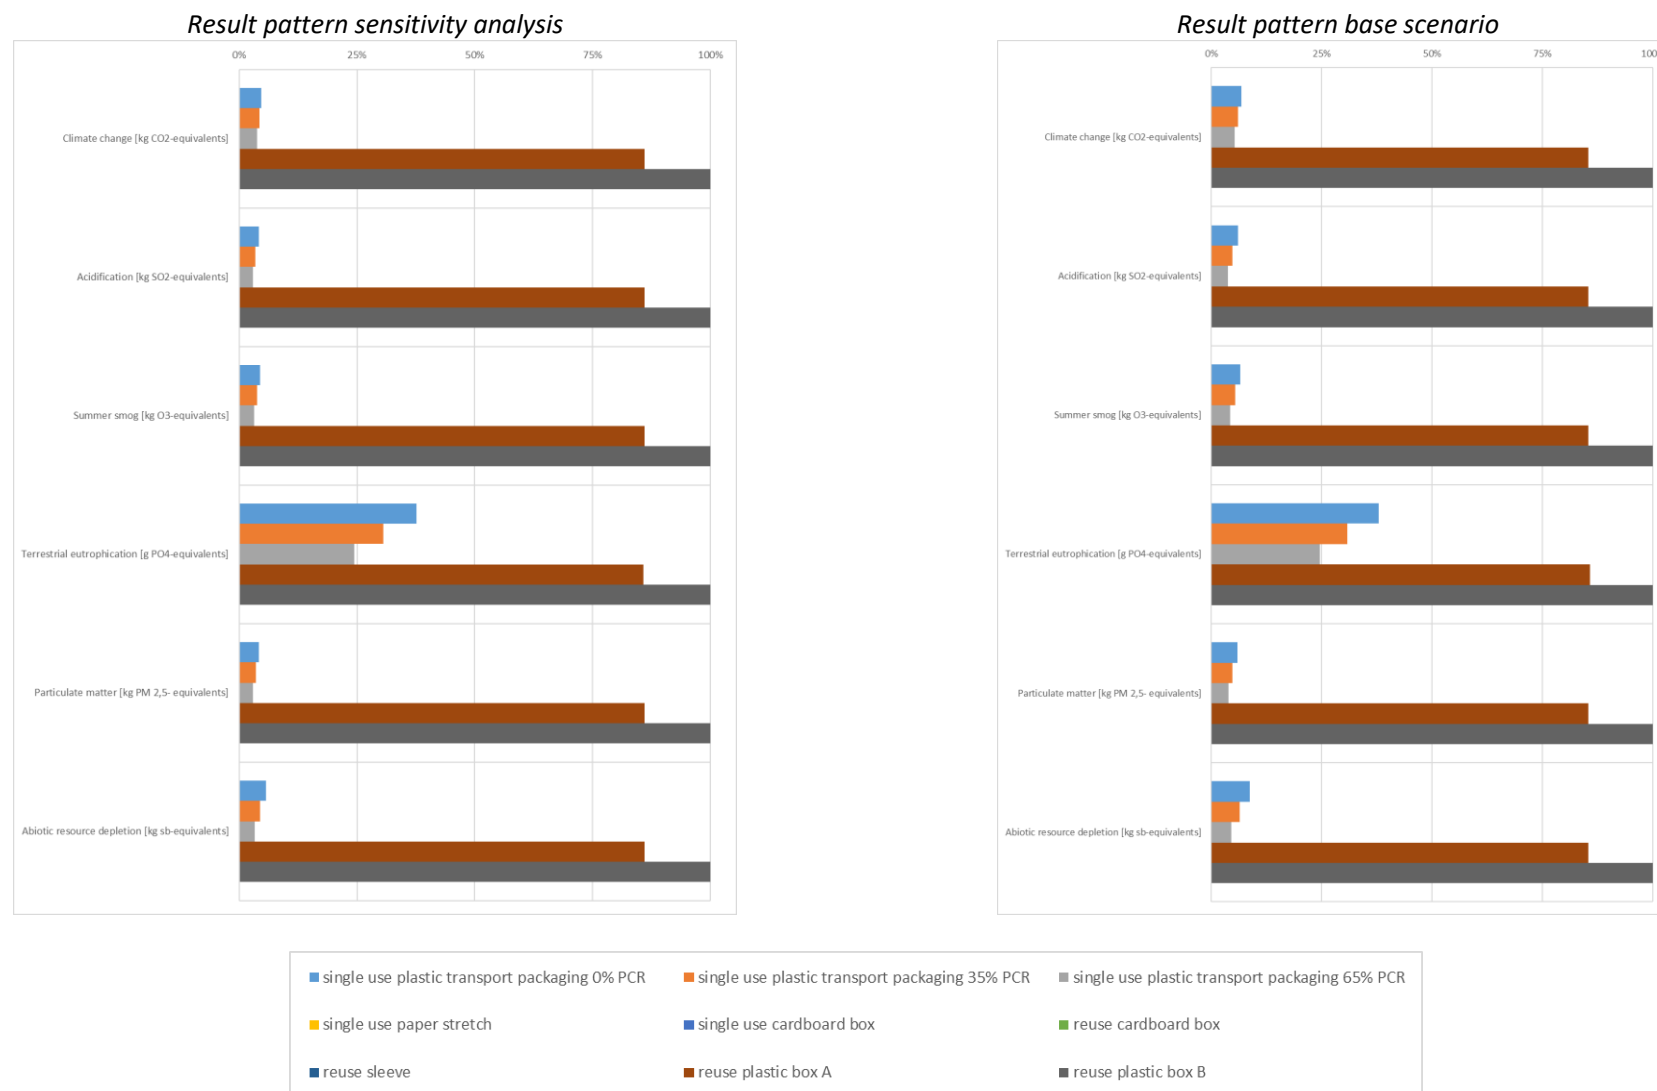 Result pattern sensitivity analysis
0% 25% 50% 75% 100%
Climate change [kg CO2-equivalents]
Acidification [kg SO2-equivalents]
Summer smog [kg O3-equivalents]
Terrestrial eutrophication [g PO4-equivalents]
Particulate matter [kg PM 2,5- equivalents]
Abiotic resource depletion [kg sb-equivalents]
Result pattern base scenario
0% 25% 50% 75% 100
Climate change [kg CO2-equivalents]
Acidification [kg SO2-equivalents]
Summer smog [kg O3-equivalents]
Terrestrial eutrophication [g PO4-equivalents]
Particulate matter [kg PM 2,5- equivalents]
Abiotic resource depletion [kg sb-equivalents]
single use plastic transport packaging 0% PCR single use plastic transport packaging 35% PCR single use plastic transport packaging 65% PCR
single use paper stretch single use cardboard box reuse cardboard box
reuse sleeve reuse plastic box A reuse plastic box B